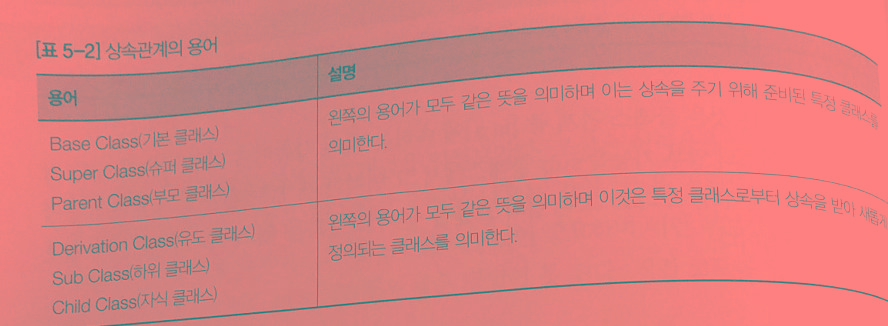 [표 5-2] 상속관계의 용어
용어
설명
Base Class(기본 클래스)
Super Class(슈퍼 클래스)
Parent Class(부모 클래스)
왼쪽의 용어가 모두 같은 뜻을 의미하며 이는 상속을 주기 위해 준비된 특정 클래스를
의미한다.
Derivation Class(유도 클래스)
Sub Class(하위 클래스)
Child Class(자식 클래스)
왼쪽의 용어가 모두 같은 뜻을 의미하며 이것은 특정 클래스로부터 상속을 받아 새롭게
정의되는 클래스를 의미한다.